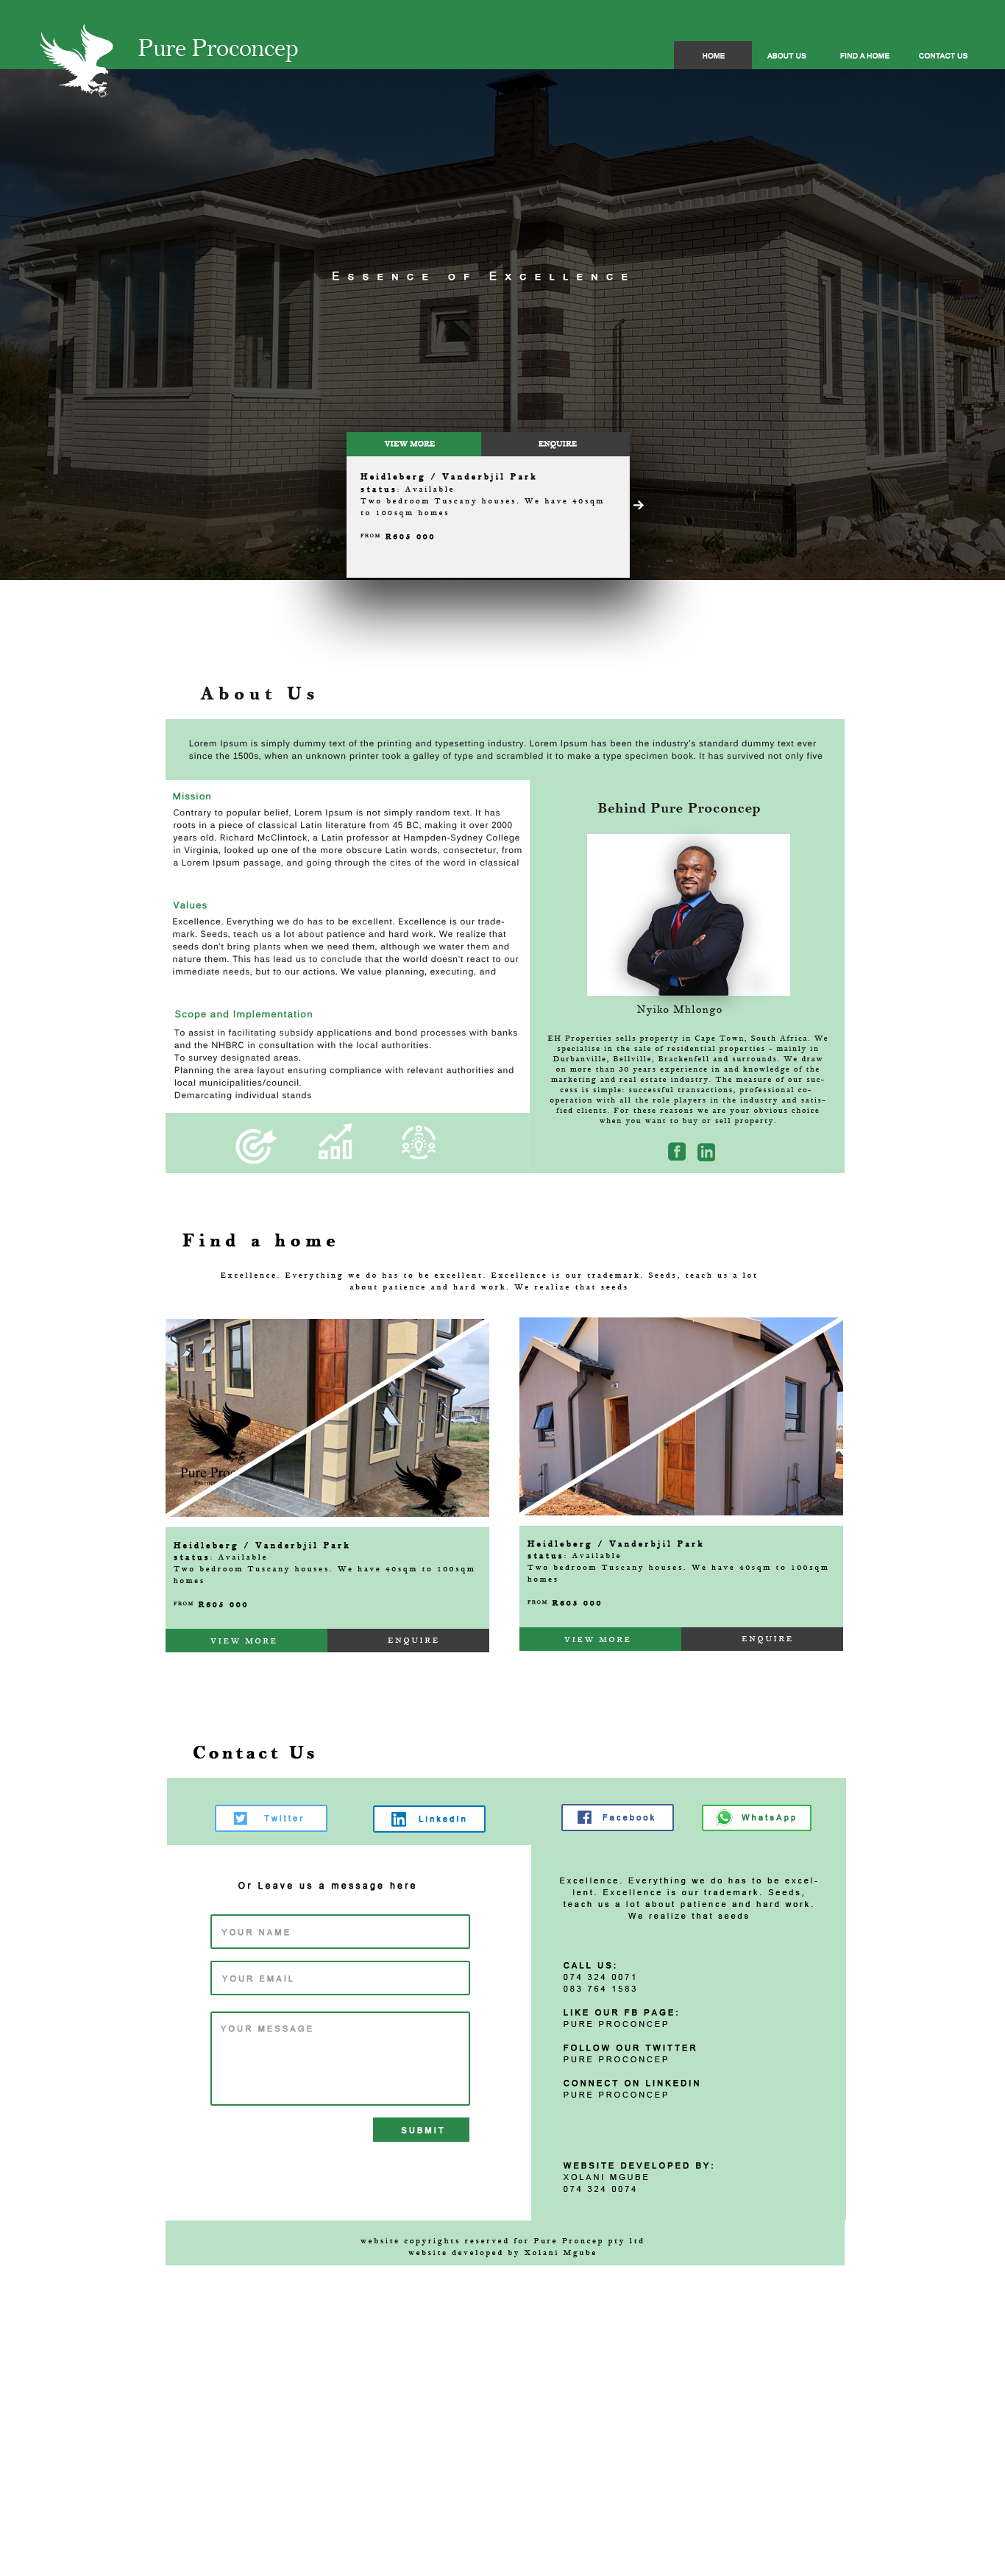 Pure Proconcep
HOME
ABOUT US
FIND A HOME
CONTACT US
ESSENCE OF EXCELLENCE
VIEW MORE
ENQUIRE
Heidleberg / Vanderbjil Park
status: Available
Two bedroom Tuscany houses. We have 40sqm
to 100sqm homes
FROM R605 000
About Us
Lorem Ipsum is simply dummy text of the printing and typesetting industry. Lorem Ipsum has been the industry's standard dummy text ever
since the 1500s, when an unknown printer took a galley of type and scrambled it to make a type specimen book. It has survived not only five
Mission
Contrary to popular belief, Lorem Ipsum is not simply random text. It has
roots in a piece of classical Latin literature from 45 BC, making it over 2000
years old. Richard McClintock, a Latin professor at Hampden-Sydney College
in Virginia, looked up one of the more obscure Latin words, consectetur, from
a Lorem Ipsum passage, and going through the cites of the word in classical
Values
Excellence. Everything we do has to be excellent. Excellence is our trade-
mark. Seeds, teach us a lot about patience and hard work. We realize that
seeds don't bring plants when we need them, although we water them and
nature them. This has lead us to conclude that the world doesn't react to our
immediate needs, but to our actions. We value planning, executing, and
Scope and Implementation
To assist in facilitating subsidy applications and bond processes with banks
and the NHBRC in consultation with the local authorities.
To survey designated areas.
Planning the area layout ensuring compliance with relevant authorities and
local municipalities/council.
Demarcating individual stands
Behind Pure Proconcep
Nyiko Mhlongo
EH Properties sells property in Cape Town, South Africa. We
specialise in the sale of residential properties - mainly in
Durbanville, Bellville, Brackenfell and surrounds. We draw
on more than 30 years experience in and knowledge of the
marketing and real estate industry. The measure of our suc-
cess is simple: successful transactions, professional co-
operation with all the role players in the industry and satis-
fied clients. For these reasons we are your obvious choice
when you want to buy or sell property.
f
in
Find a home
Excellence. Everything we do has to be excellent. Excellence is our trademark. Seeds, teach us a lot
about patience and hard work. We realize that seeds
Pure Proc
Heidleberg / Vanderbjil Park
status: Available
Two bedroom Tuscany houses. We have 40sqm to 100sqm
homes
FROM R605 000
VIEW MORE
ENQUIRE
Heidleberg / Vanderbjil Park
status: Available
Two bedroom Tuscany houses. We have 40sqm to 100sqm
homes
FROM R605 000
VIEW MORE
ENQUIRE
Contact Us
Twitter
in LinkedIn
f Facebook
WhatsApp
Or Leave us a message here
YOUR NAME
YOUR EMAIL
YOUR MESSAGE
SUBMIT
Excellence. Everything we do has to be excel-
lent. Excellence is our trademark. Seeds,
teach us a lot about patience and hard work.
We realize that seeds
CALL US:
074 324 0071
083 764 1583
LIKE OUR FB PAGE:
PURE PROCONCEP
FOLLOW OUR TWITTER
PURE PROCONCEP
CONNECT ON LINKEDIN
PURE PROCONCEP
WEBSITE DEVELOPED BY:
XOLANI MGUBE
074 324 0074
website copyrights reserved for Pure Proncep pty ltd
website developed by Xolani Mgube